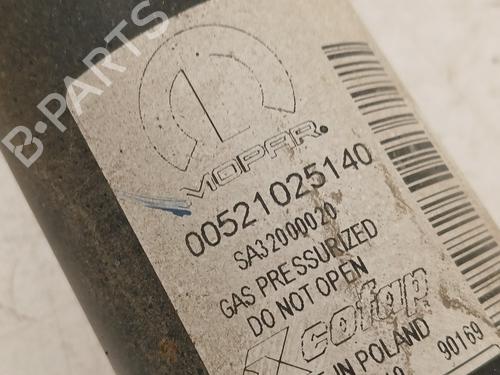 B-PARTS
MOPAR.
00521025140
SA32000020
GAS PRESSURIZED
DO NOT OPEN
cofap
IN POLAND
90169